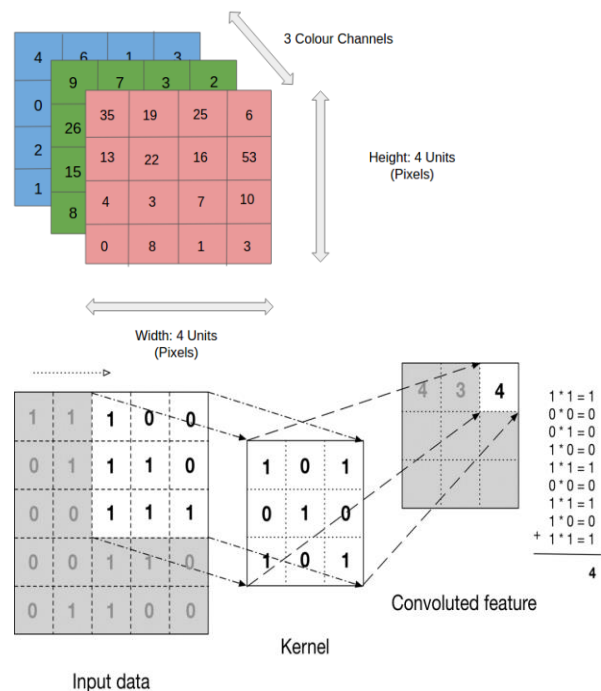 3 Colour Channels
4 6 1 3
9 7 3 2
0
35 19 25 6
26
13 22 16 53
Height: 4 Units
(Pixels)
2
15
4 3 7 10
1
8
0 8 1 3
Width: 4 Units
(Pixels)
1 1 1 0 0
0 1 1 1 0
0 0 1 1 1
0 0 1 1 0
0 1 1 0 0
Input data
1 0 1
0 1 0
1 0 1
Kernel
4 3 4
Convoluted feature
1 * 1 = 1
0 * 0 = 0
0 * 1 = 0
1 * 0 = 0
1 * 1 = 1
0 * 0 = 0
1 * 1 = 1
1 * 0 = 0
+ 1 * 1 = 1
4